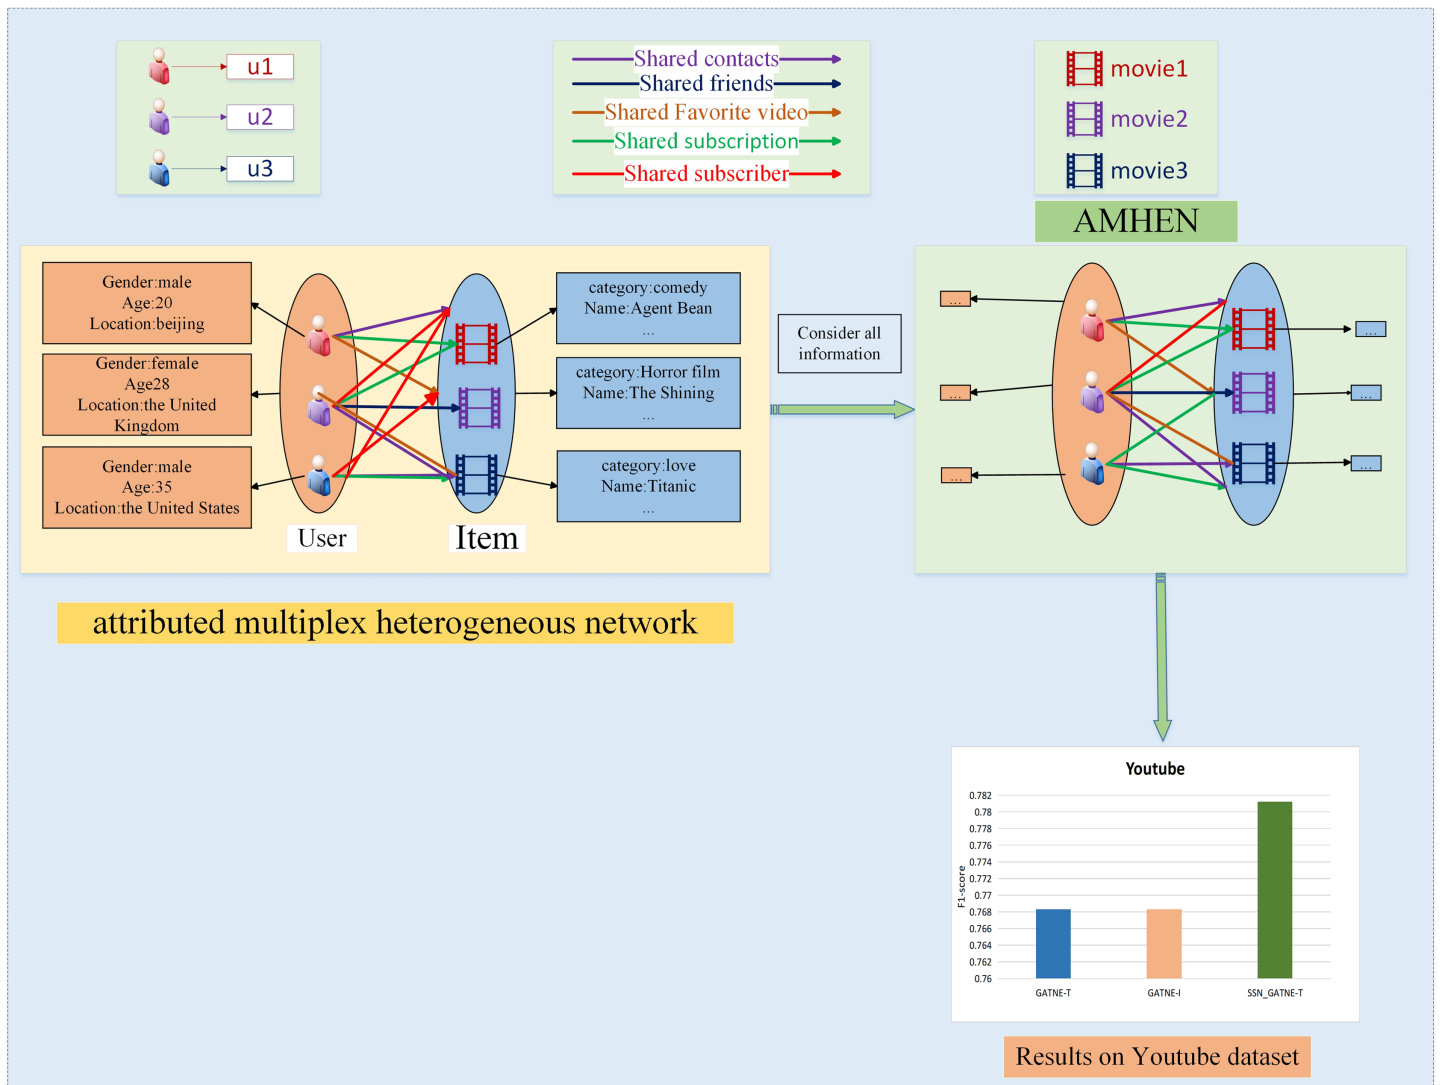 u1
u2
u3
Shared contacts
Shared friends
Shared Favorite video
Shared subscription
Shared subscriber
movie1
movie2
movie3
AMHEN
Gender:male
Age:20
Location:beijing
Gender:female
Age28
Location:the United
Kingdom
Gender:male
Age:35
Location:the United States
User
Item
category:comedy
Name:Agent Bean
...
category:Horror film
Name:The Shining
...
category:love
Name:Titanic
...
Consider all
information
...
...
...
...
...
...
attributed multiplex heterogeneous network
Youtube
F1-score
0.782
0.78
0.778
0.776
0.774
0.772
0.77
0.768
0.766
0.764
0.762
0.76
GATNE-T
GATNE-I
SSN_GATNE-T
Results on Youtube dataset